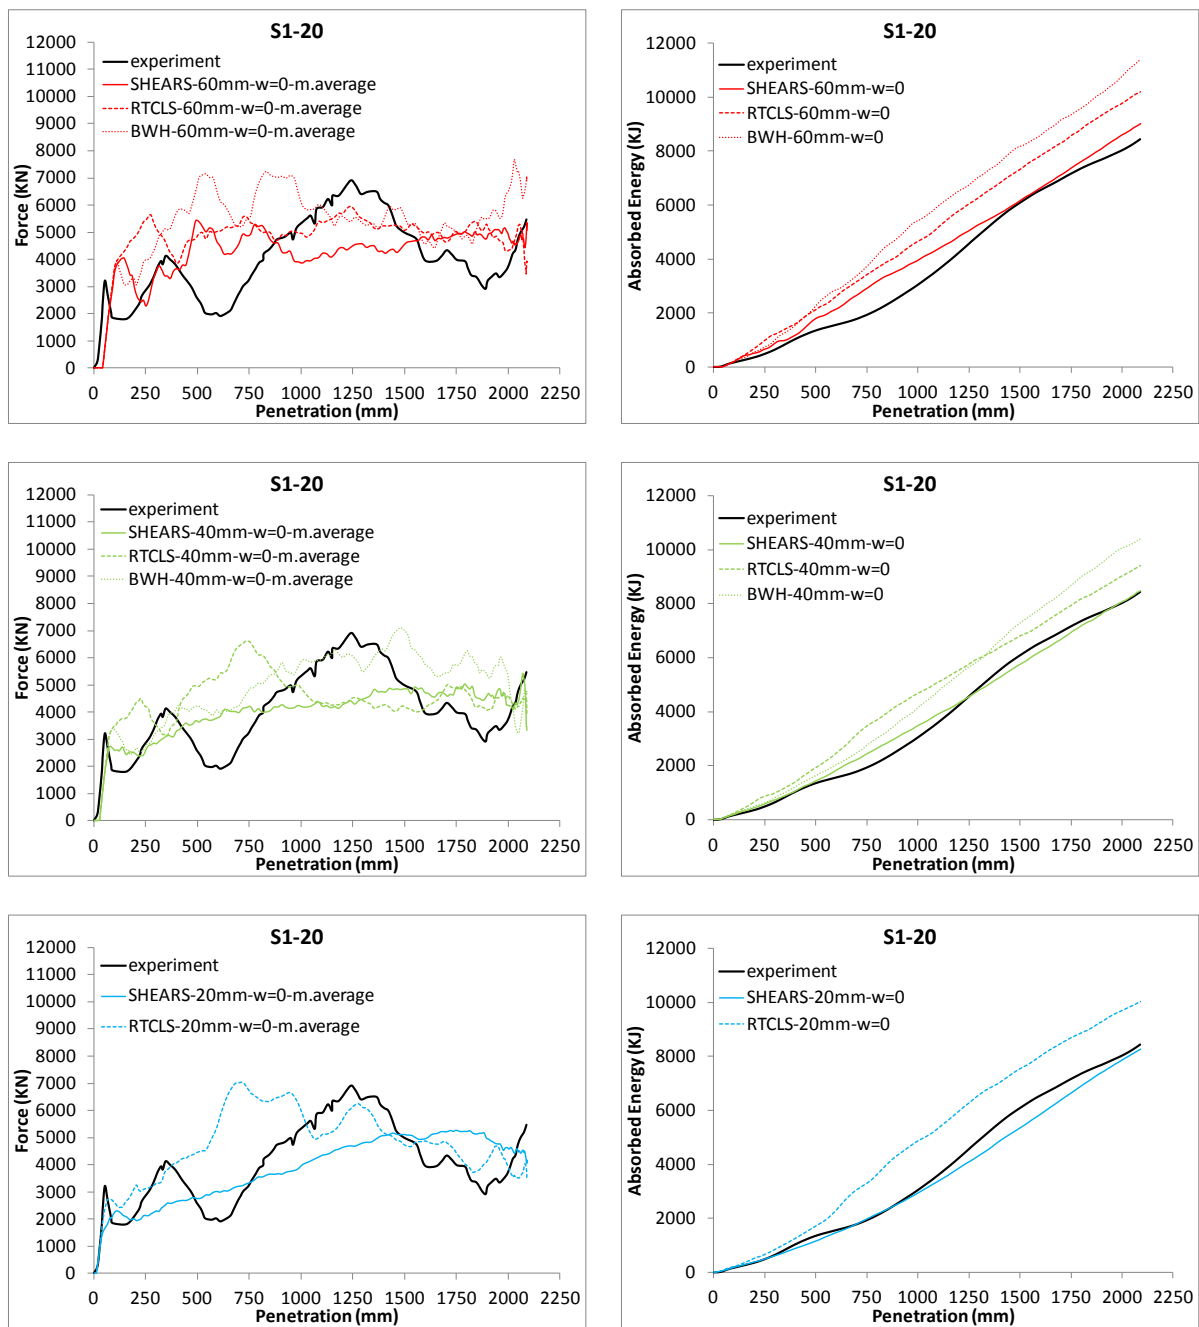 S1-20
12000
11000
10000
9000
8000
7000
6000
5000
4000
3000
2000
1000
0
Force (KN)
experiment
SHEARS-60mm-w=0-m.average
RTCLS-60mm-w=0-m.average
BWH-60mm-w=0-m.average
0 250 500 750 1000 1250 1500 1750 2000 2250
Penetration (mm)
S1-20
12000
10000
8000
6000
4000
2000
0
Absorbed Energy (KJ)
experiment
SHEARS-60mm-w=0
RTCLS-60mm-w=0
BWH-60mm-w=0
0 250 500 750 1000 1250 1500 1750 2000 2250
Penetration (mm)
S1-20
12000
11000
10000
9000
8000
7000
6000
5000
4000
3000
2000
1000
0
Force (KN)
experiment
SHEARS-40mm-w=0-m.average
RTCLS-40mm-w=0-m.average
BWH-40mm-w=0-m.average
0 250 500 750 1000 1250 1500 1750 2000 2250
Penetration (mm)
S1-20
12000
10000
8000
6000
4000
2000
0
Absorbed Energy (KJ)
experiment
SHEARS-40mm-w=0
RTCLS-40mm-w=0
BWH-40mm-w=0
0 250 500 750 1000 1250 1500 1750 2000 2250
Penetration (mm)
S1-20
12000
11000
10000
9000
8000
7000
6000
5000
4000
3000
2000
1000
0
Force (KN)
experiment
SHEARS-20mm-w=0-m.average
RTCLS-20mm-w=0-m.average
0 250 500 750 1000 1250 1500 1750 2000 2250
Penetration (mm)
S1-20
12000
10000
8000
6000
4000
2000
0
Absorbed Energy (KJ)
experiment
SHEARS-20mm-w=0
RTCLS-20mm-w=0
0 250 500 750 1000 1250 1500 1750 2000 2250
Penetration (mm)